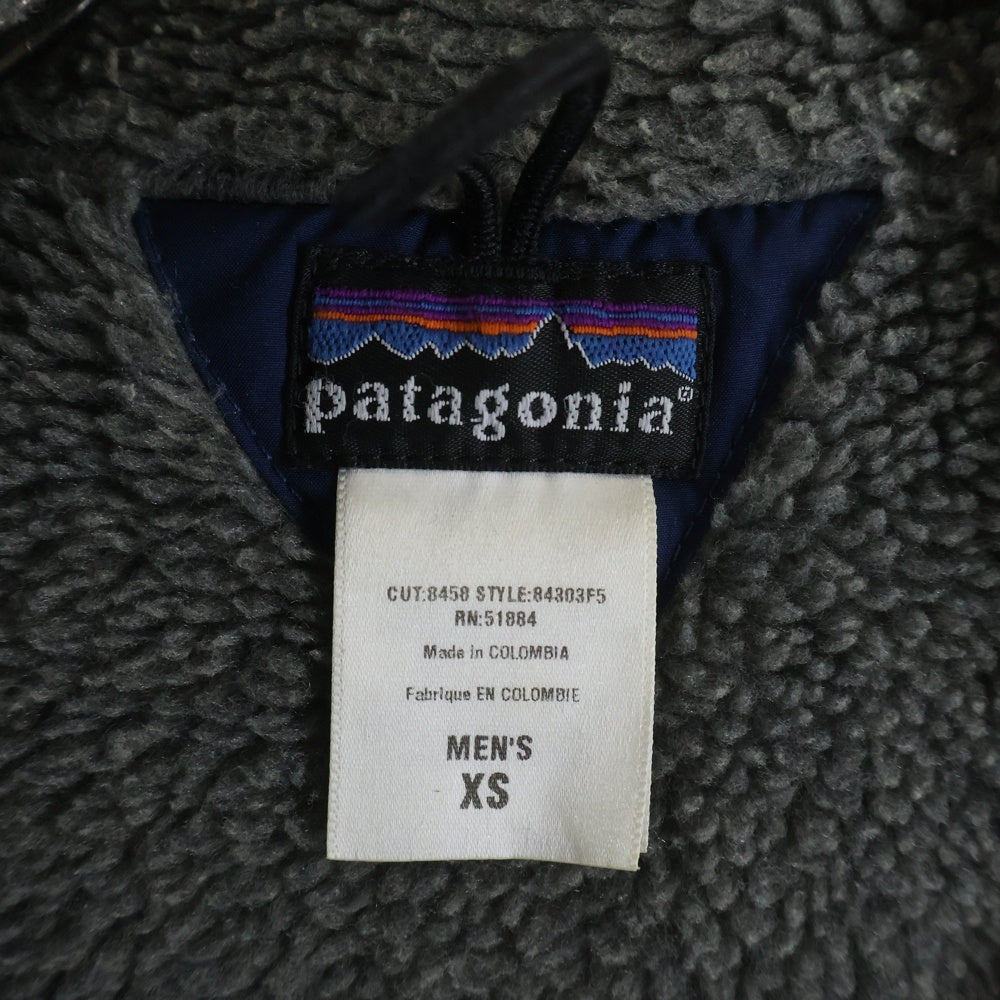 patagonia®
CUT:8458 STYLE:84303F5
RN:51884
Made in COLOMBIA
Fabrique EN COLOMBIE
MEN'S
XS